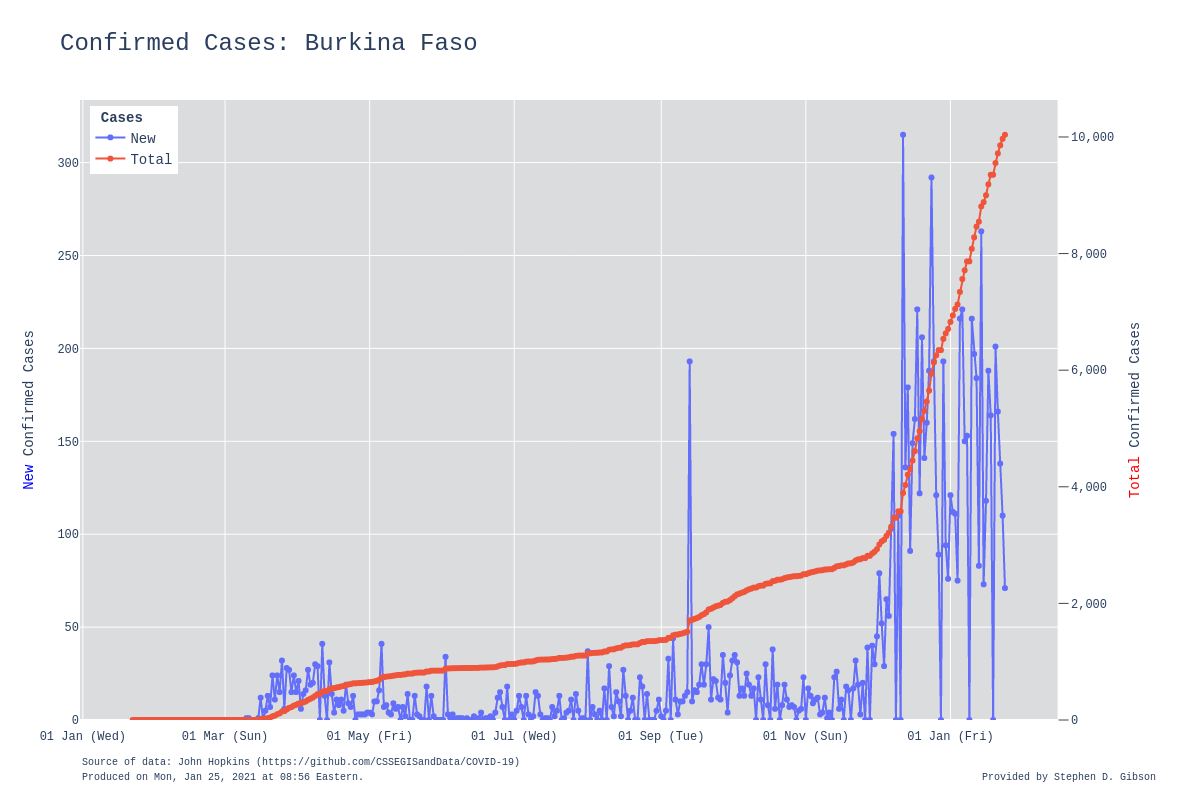 Confirmed Cases: Burkina Faso
Cases
New
Total
300
250
200
150
100
50
0
10,000
8,000
6,000
4,000
2,000
0
New Confirmed Cases
Total Confirmed Cases
01 Jan (Wed)
01 Mar (Sun)
01 May (Fri)
01 Jul (Wed)
01 Sep (Tue)
01 Nov (Sun)
01 Jan (Fri)
Source of data: John Hopkins (https://github.com/CSSEGISandData/COVID-19)
Produced on Mon, Jan 25, 2021 at 08:56 Eastern.
Provided by Stephen D. Gibson